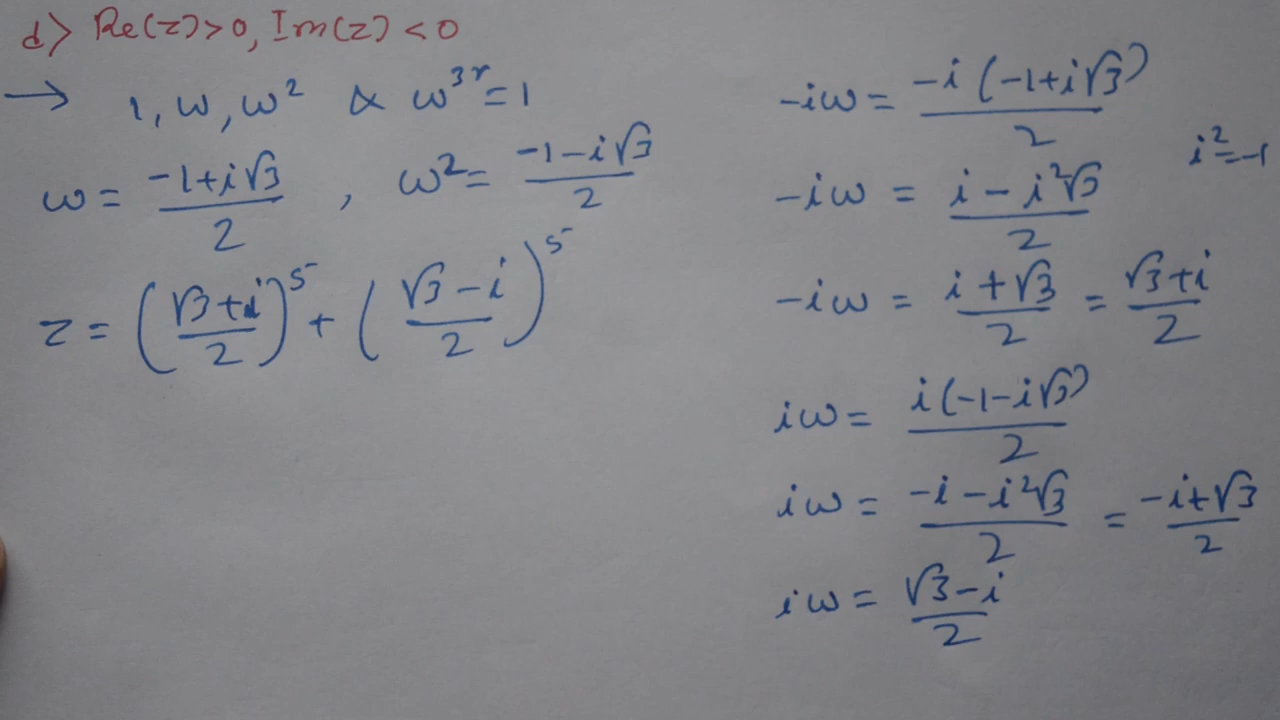 d) Re(z)>0, Im(z)<0
→ 1, ω, ω² & ω³ʳ=1
ω = (-1+i√3)/2 , ω² = (-1-i√3)/2
z = ((√3+i)/2)⁵ + ((√3-i)/2)⁵
-iω = -i(-1+i√3)/2
i²=-1
-iω = (i-i²√3)/2
-iω = (i+√3)/2 = (√3+i)/2
iω = i(-1-i√3)/2
iω = (-i-i²√3)/2 = (-i+√3)/2
iω = (√3-i)/2